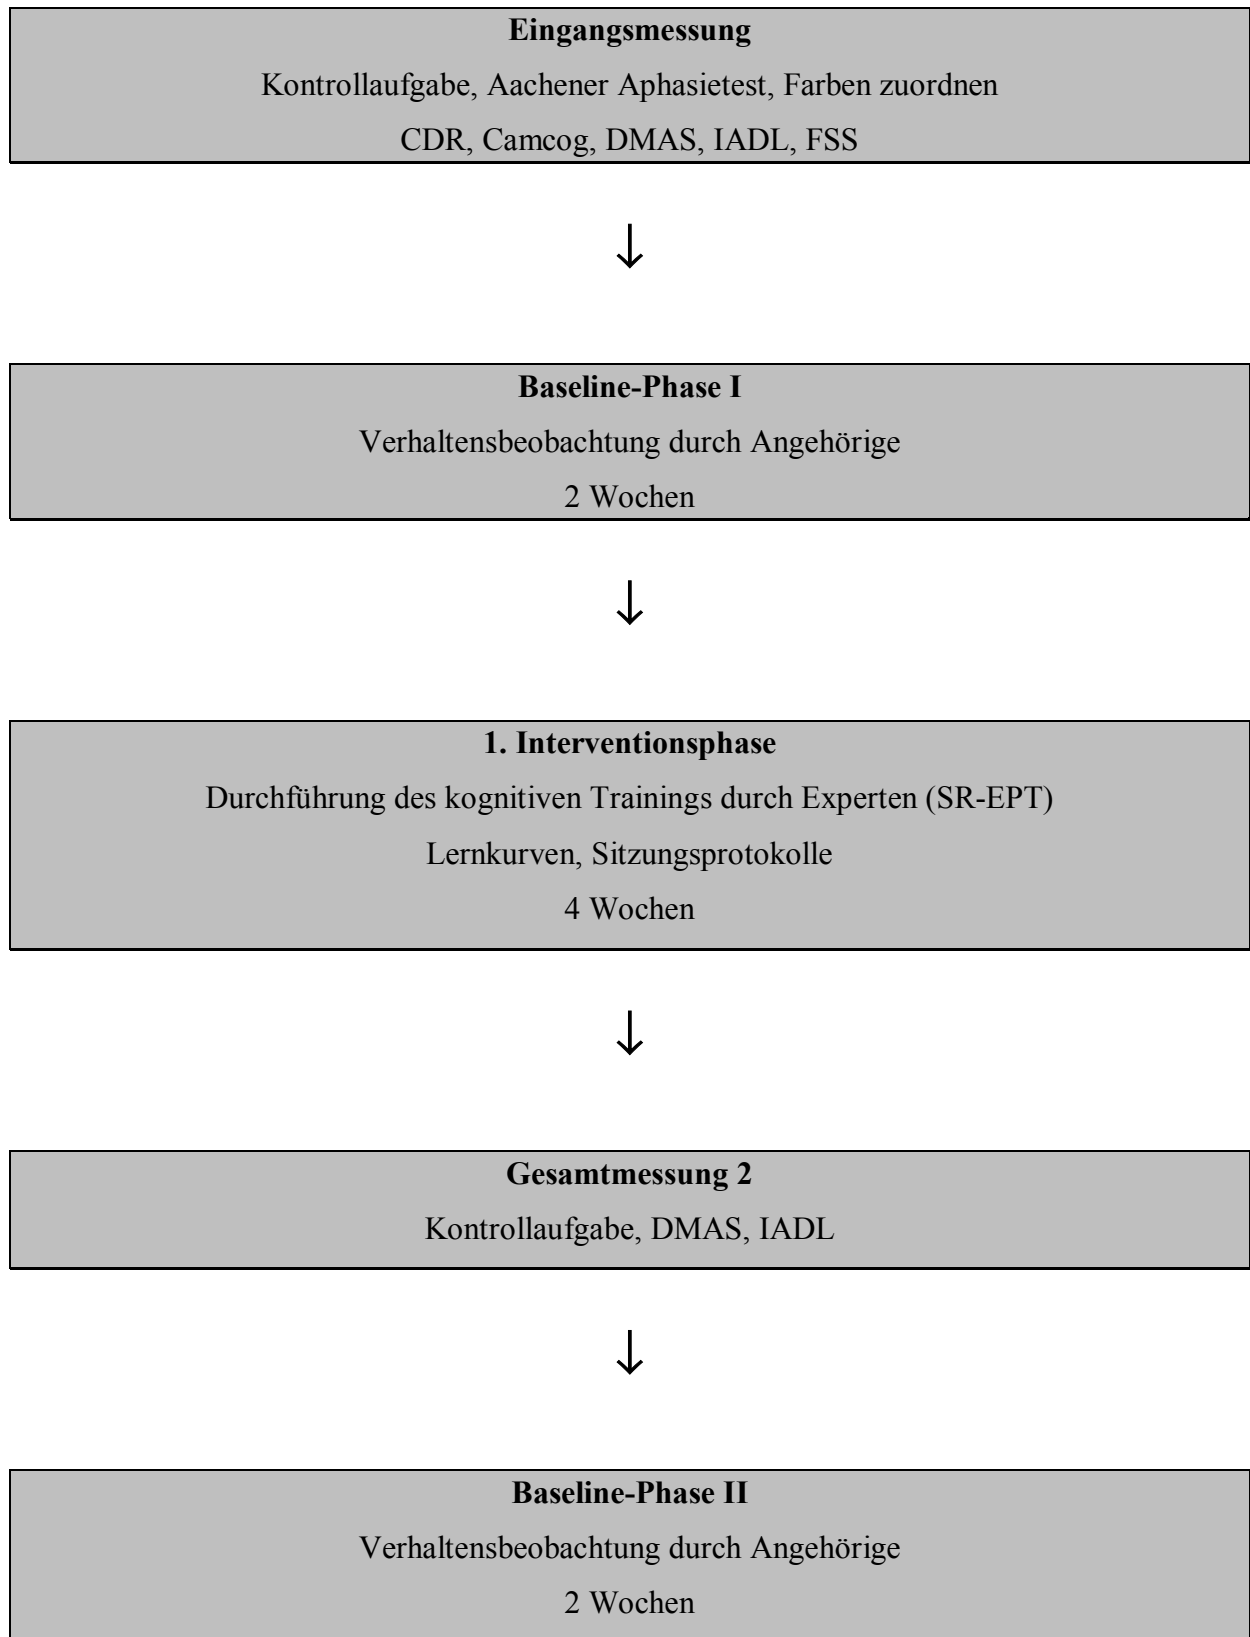 Eingangsmessung
Kontrollaufgabe, Aachener Aphasietest, Farben zuordnen
CDR, Camcog, DMAS, IADL, FSS
↓
Baseline-Phase I
Verhaltensbeobachtung durch Angehörige
2 Wochen
↓
1. Interventionsphase
Durchführung des kognitiven Trainings durch Experten (SR-EPT)
Lernkurven, Sitzungsprotokolle
4 Wochen
↓
Gesamtmessung 2
Kontrollaufgabe, DMAS, IADL
↓
Baseline-Phase II
Verhaltensbeobachtung durch Angehörige
2 Wochen